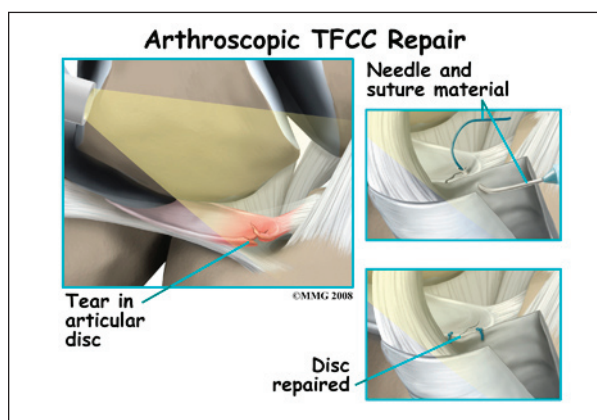 Arthroscopic TFCC Repair
Needle and
suture material
Tear in
articular
disc
©MMG 2008
Disc
repaired